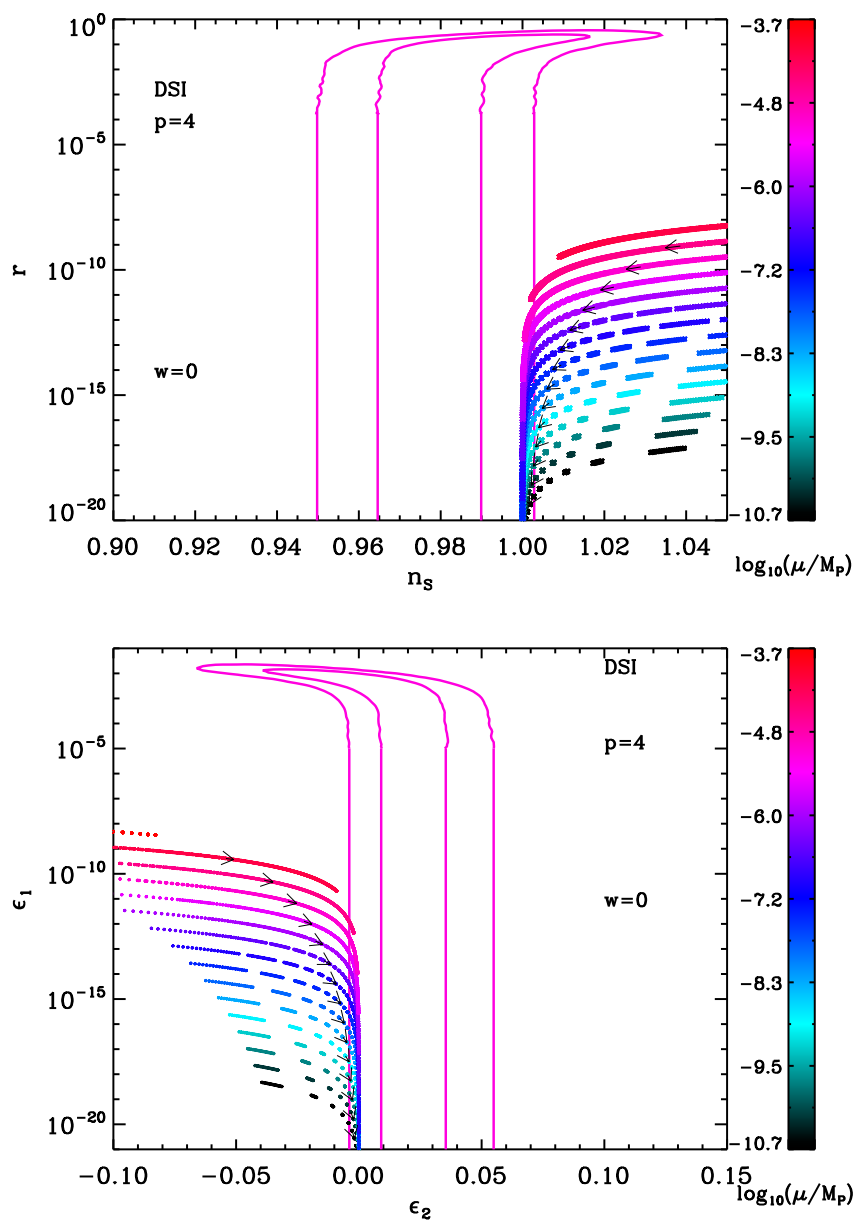 10⁰
10⁻⁵
10⁻¹⁰
10⁻¹⁵
10⁻²⁰
r
DSI
p=4
w=0
0.90 0.92 0.94 0.96 0.98 1.00 1.02 1.04
n_S
-3.7
-4.8
-6.0
-7.2
-8.3
-9.5
-10.7
log₁₀(μ/M_P)
10⁻⁵
10⁻¹⁰
10⁻¹⁵
10⁻²⁰
ε₁
DSI
p=4
w=0
-0.10 -0.05 0.00 0.05 0.10 0.15
ε₂
-3.7
-4.8
-6.0
-7.2
-8.3
-9.5
-10.7
log₁₀(μ/M_P)